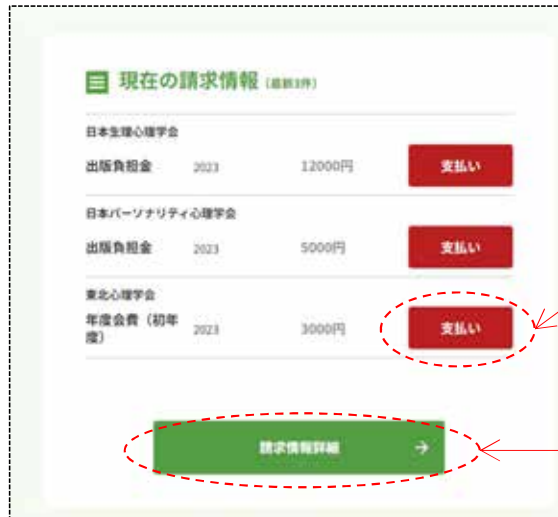 現在の請求情報（最新3件）
日本生理心理学会
出版負担金 2023 12000円 支払い
日本パーソナリティ心理学会
出版負担金 2023 5000円 支払い
東北心理学会
年度会費（初年
度） 2023 3000円 支払い
請求情報詳細 →